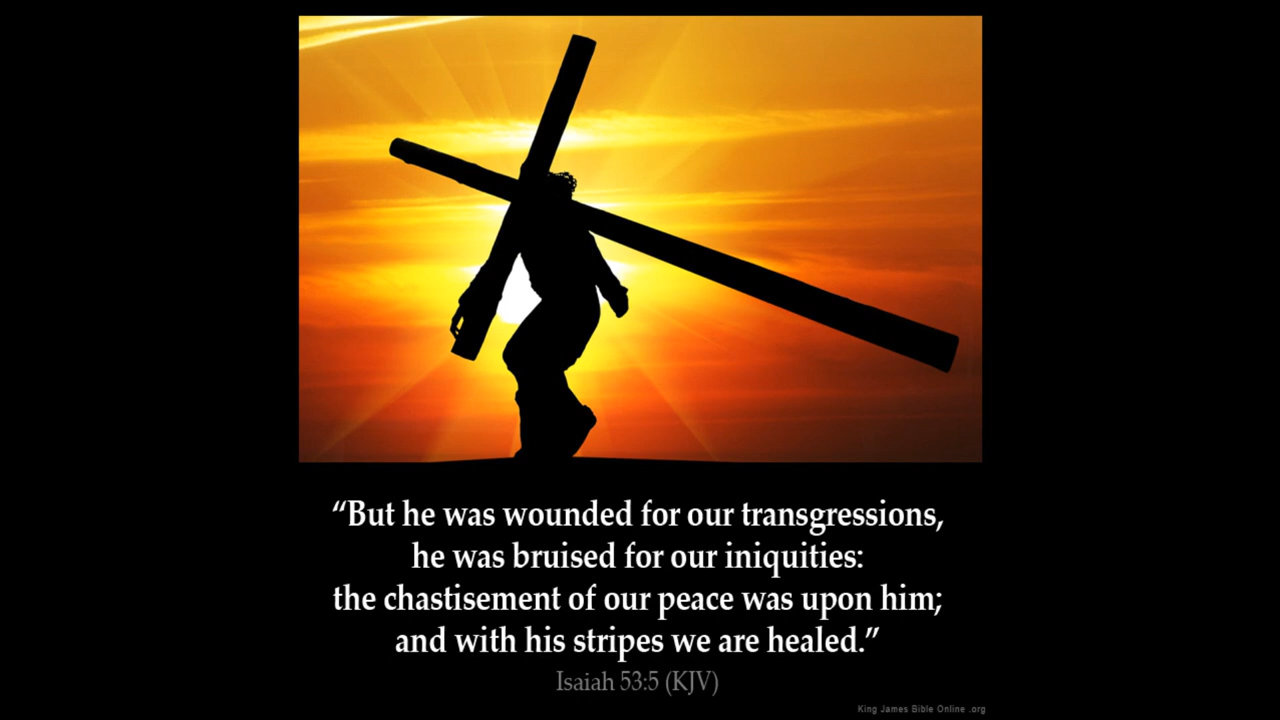 “But he was wounded for our transgressions,
he was bruised for our iniquities:
the chastisement of our peace was upon him;
and with his stripes we are healed.”
Isaiah 53:5 (KJV)
King James Bible Online .org